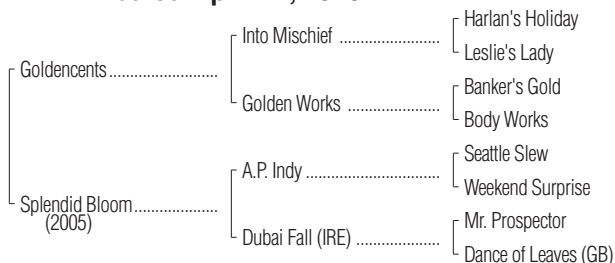 Harlan's Holiday
Into Mischief ........................
Leslie's Lady
Goldencents ..........................
Banker's Gold
Golden Works ........................
Body Works
Seattle Slew
A.P. Indy ................................
Weekend Surprise
Splendid Bloom ....................
(2005)
Mr. Prospector
Dubai Fall (IRE) ....................
Dance of Leaves (GB)